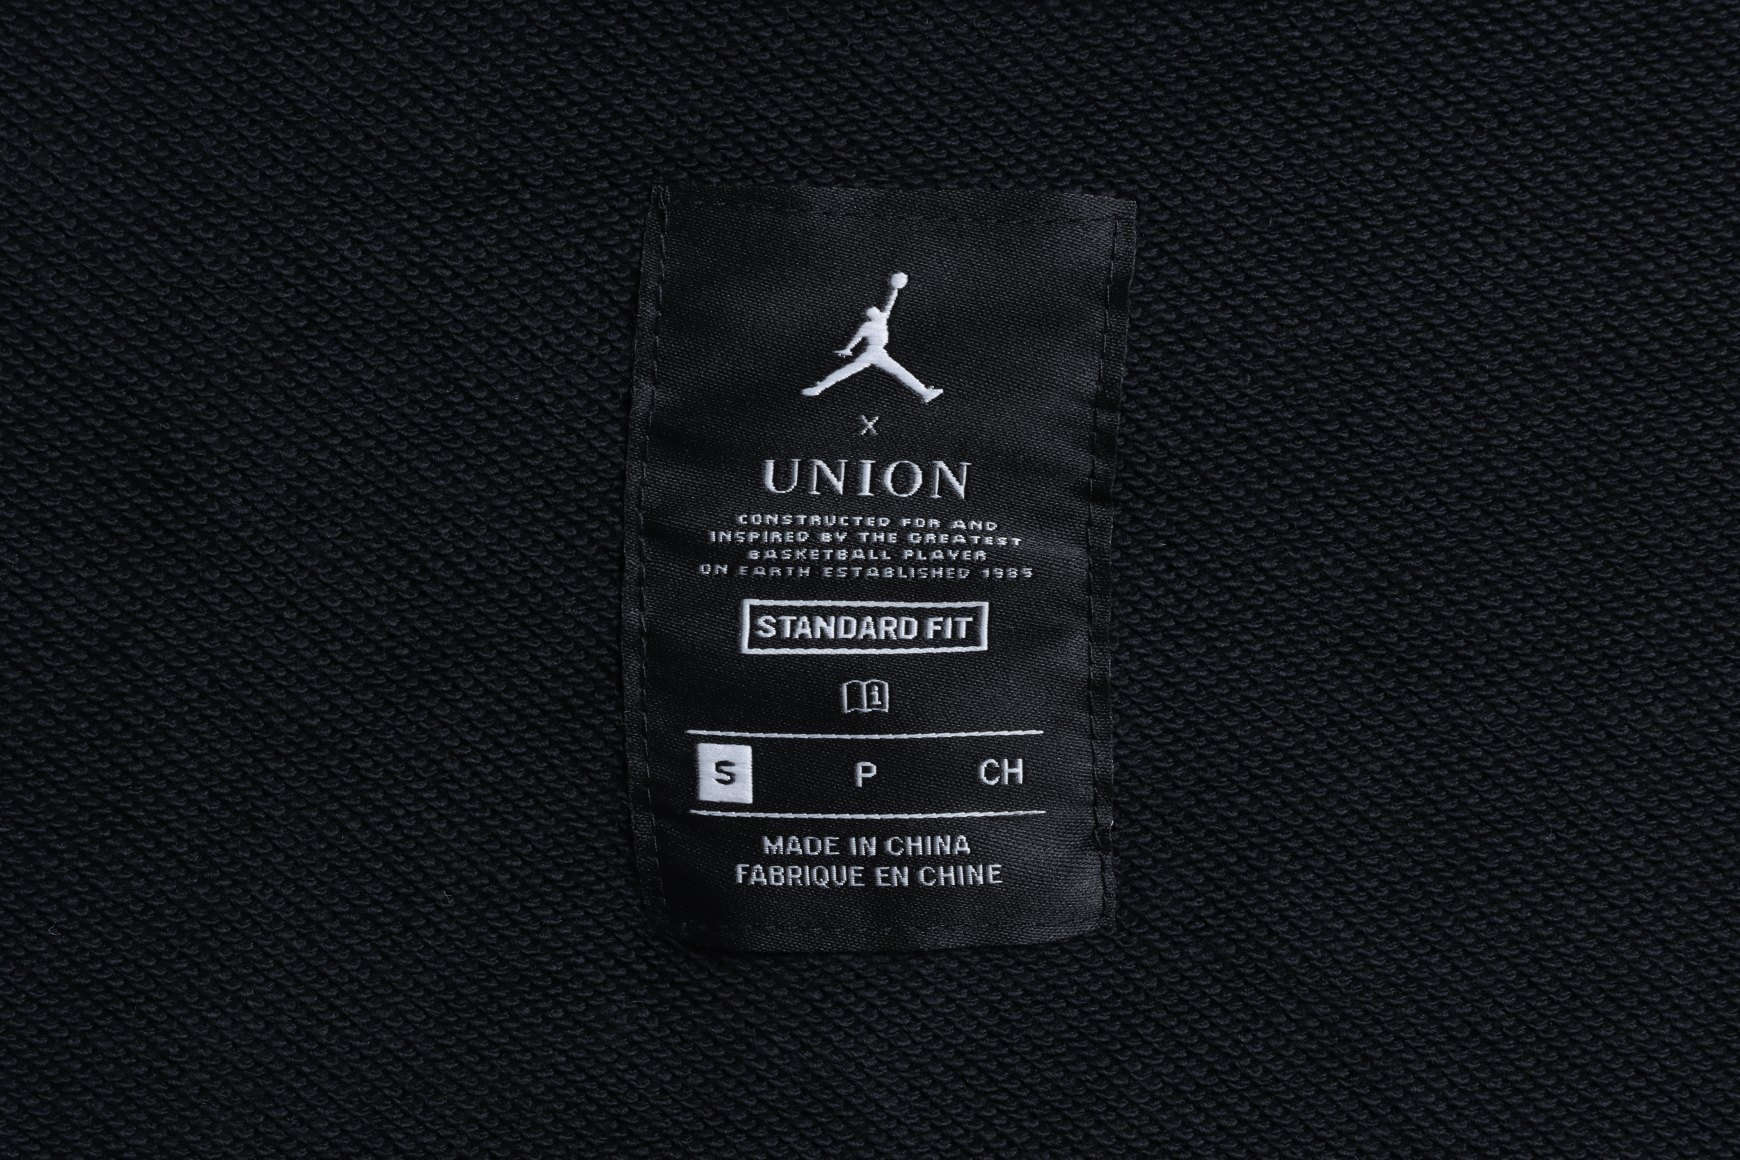 X
UNION
CONSTRUCTED FOR AND
INSPIRED BY THE GREATEST
BASKETBALL PLAYER
ON EARTH ESTABLISHED 1985
STANDARD FIT
i
S P CH
MADE IN CHINA
FABRIQUE EN CHINE